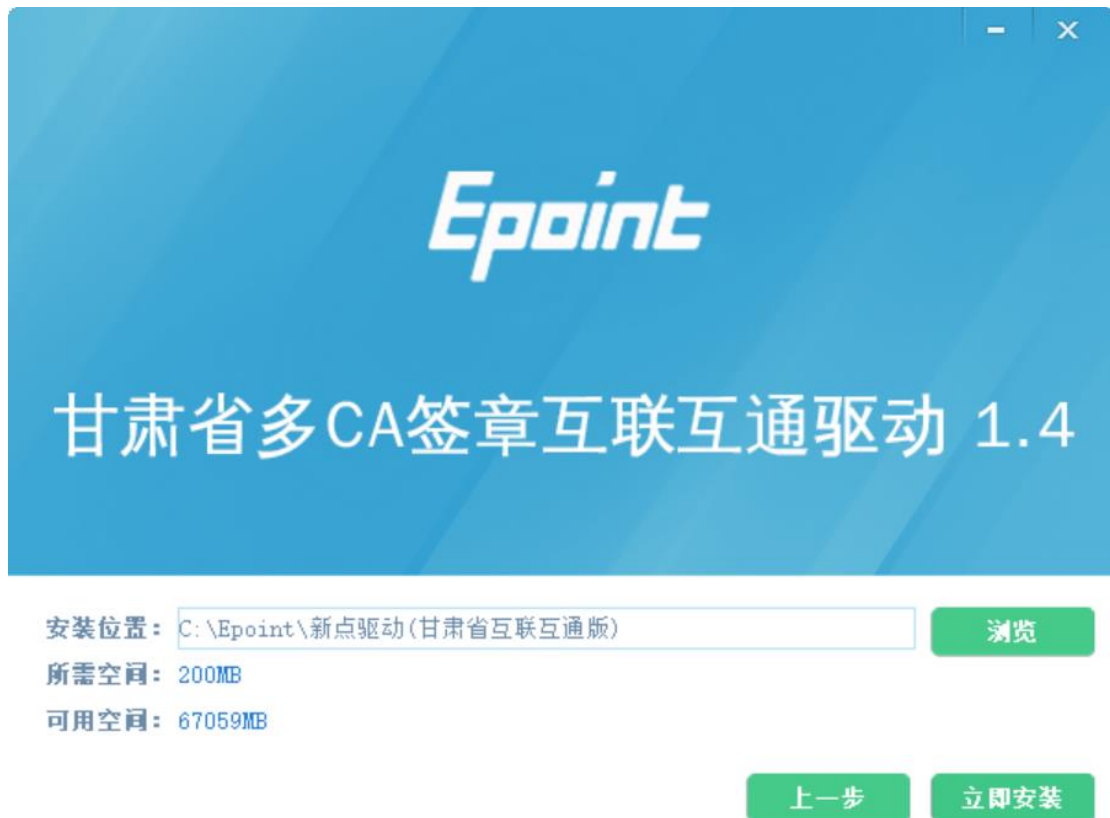 Epoint
甘肃省多CA签章互联互通驱动 1.4
安装位置： C:\Epoint\新点驱动(甘肃省互联互通版) 浏览
所需空间： 200MB
可用空间： 67059MB
上一步 立即安装